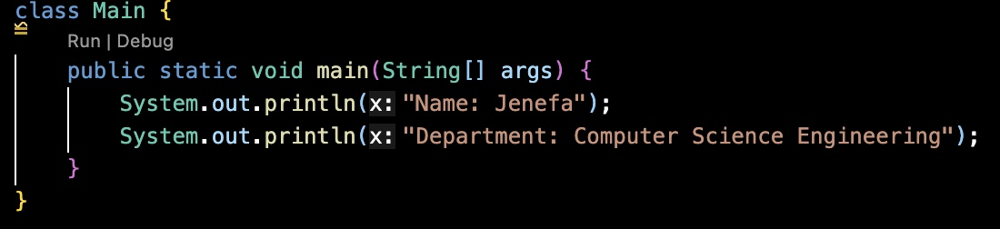 class Main {
Run | Debug
public static void main(String[] args) {
System.out.println(x: "Name: Jenefa");
System.out.println(x: "Department: Computer Science Engineering");
}
}